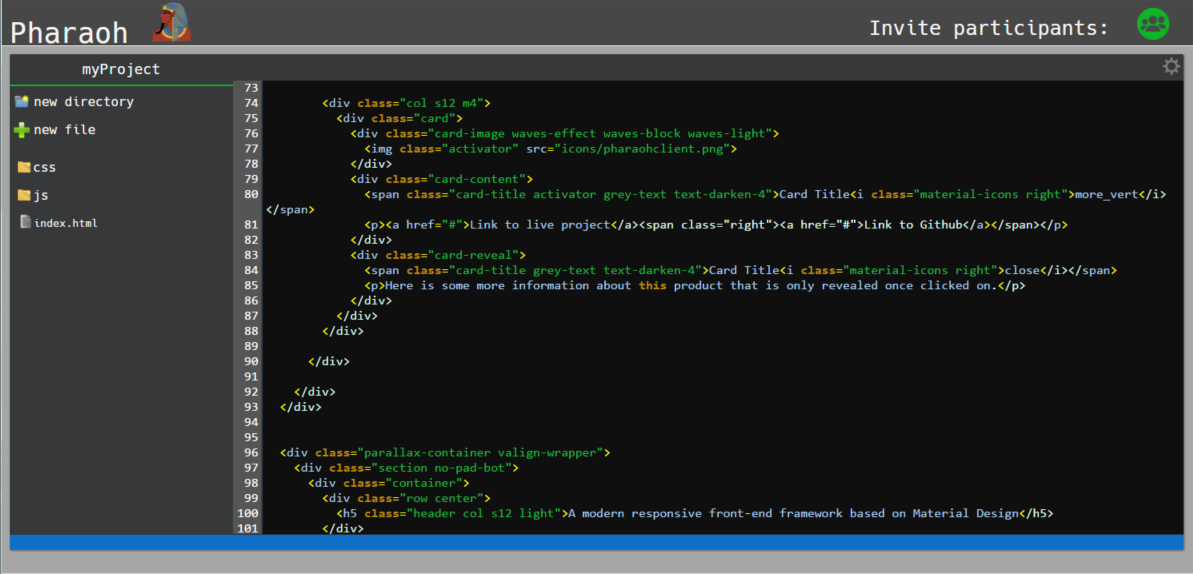 Pharaoh
Invite participants:
myProject
new directory
new file
css
js
index.html
73
74 <div class="col s12 m4">
75 <div class="card">
76 <div class="card-image waves-effect waves-block waves-light">
77 <img class="activator" src="icons/pharaohclient.png">
78 </div>
79 <div class="card-content">
80 <span class="card-title activator grey-text text-darken-4">Card Title<i class="material-icons right">more_vert</i>
</span>
81 <p><a href="#">Link to live project</a><span class="right"><a href="#">Link to Github</a></span></p>
82 </div>
83 <div class="card-reveal">
84 <span class="card-title grey-text text-darken-4">Card Title<i class="material-icons right">close</i></span>
85 <p>Here is some more information about this product that is only revealed once clicked on.</p>
86 </div>
87 </div>
88 </div>
89
90 </div>
91
92 </div>
93 </div>
94
95
96 <div class="parallax-container valign-wrapper">
97 <div class="section no-pad-bot">
98 <div class="container">
99 <div class="row center">
100 <h5 class="header col s12 light">A modern responsive front-end framework based on Material Design</h5>
101 </div>